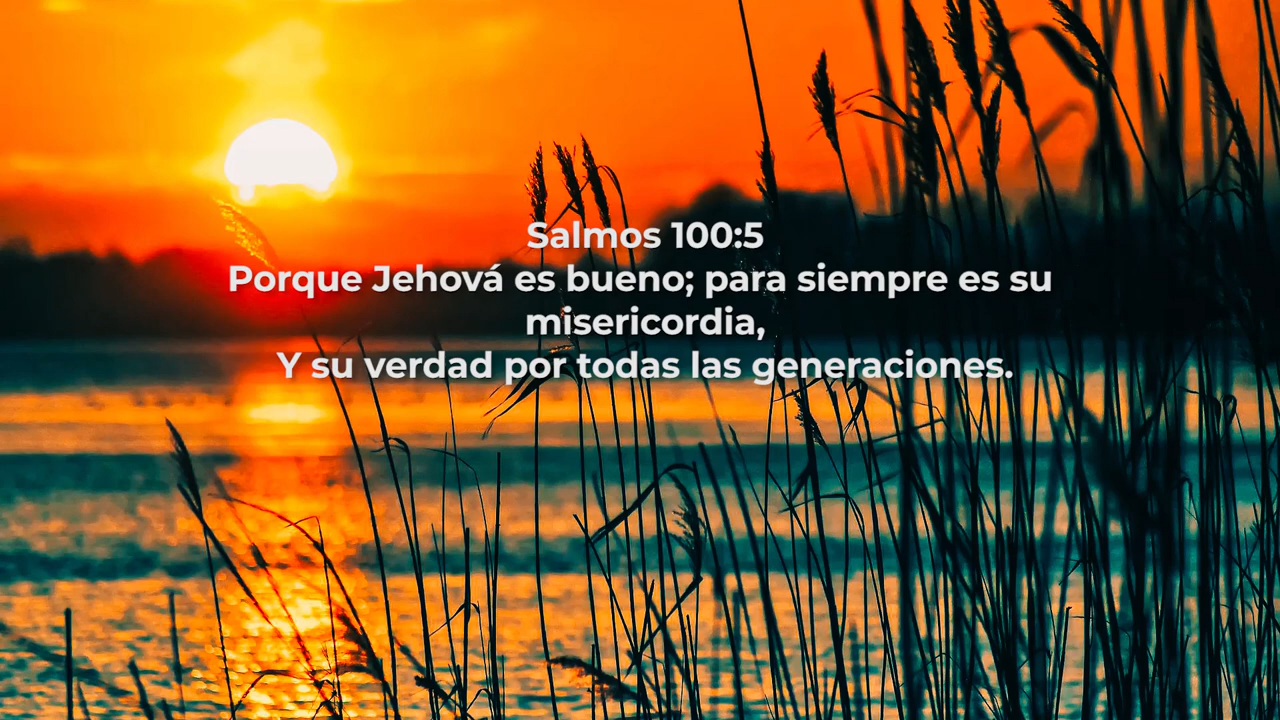 Salmos 100:5
Porque Jehová es bueno; para siempre es su
misericordia,
Y su verdad por todas las generaciones.